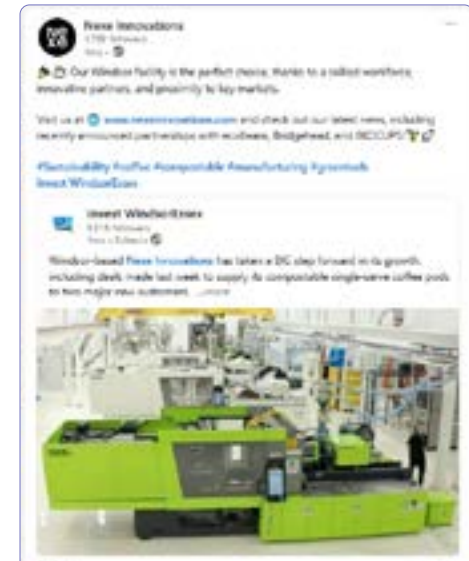 Nexe Innovations
followers
Our Windsor facility is the perfect choice, thanks to a skilled workforce,
innovative partners, and proximity to key markets.
Visit us at www.nexeinnovations.com and check out our latest news, including
recently announced partnerships with ecoBeans, Bridgehead, and
#Sustainability #coffee #compostable #manufacturing #greentech
Invest WindsorEssex
Invest WindsorEssex
followers
Windsor-based Nexe Innovations has taken a BIG step forward in its growth,
including deals made last week to supply its compostable single-serve coffee pods
to two major new customers. ...more